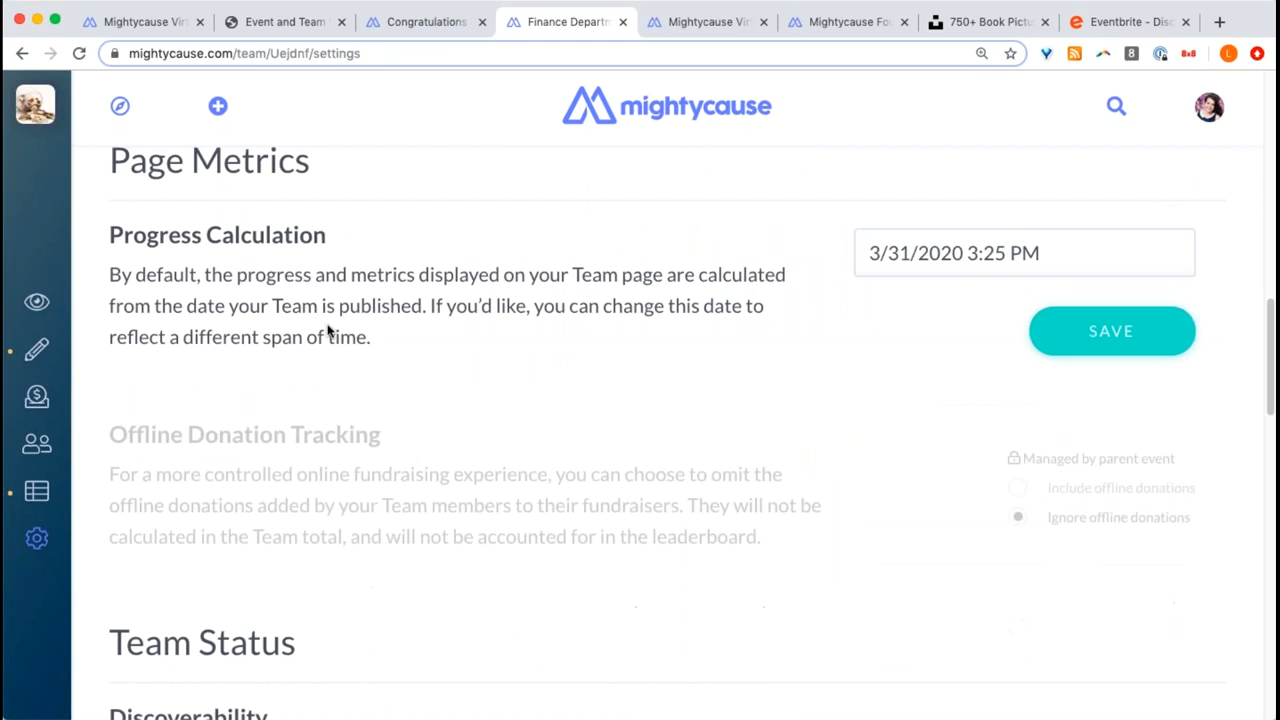 Mightycause Vir
Event and Team
Congratulations
Finance Departm
Mightycause Vir
Mightycause Fou
750+ Book Pictu
Eventbrite - Disc
mightycause.com/team/Uejdnf/settings
8
8x8
L
mightycause
Page Metrics
Progress Calculation
3/31/2020 3:25 PM
By default, the progress and metrics displayed on your Team page are calculated
from the date your Team is published. If you'd like, you can change this date to
reflect a different span of time.
SAVE
Offline Donation Tracking
Managed by parent event
For a more controlled online fundraising experience, you can choose to omit the
offline donations added by your Team members to their fundraisers. They will not be
calculated in the Team total, and will not be accounted for in the leaderboard.
Include offline donations
Ignore offline donations
Team Status
Discoverability